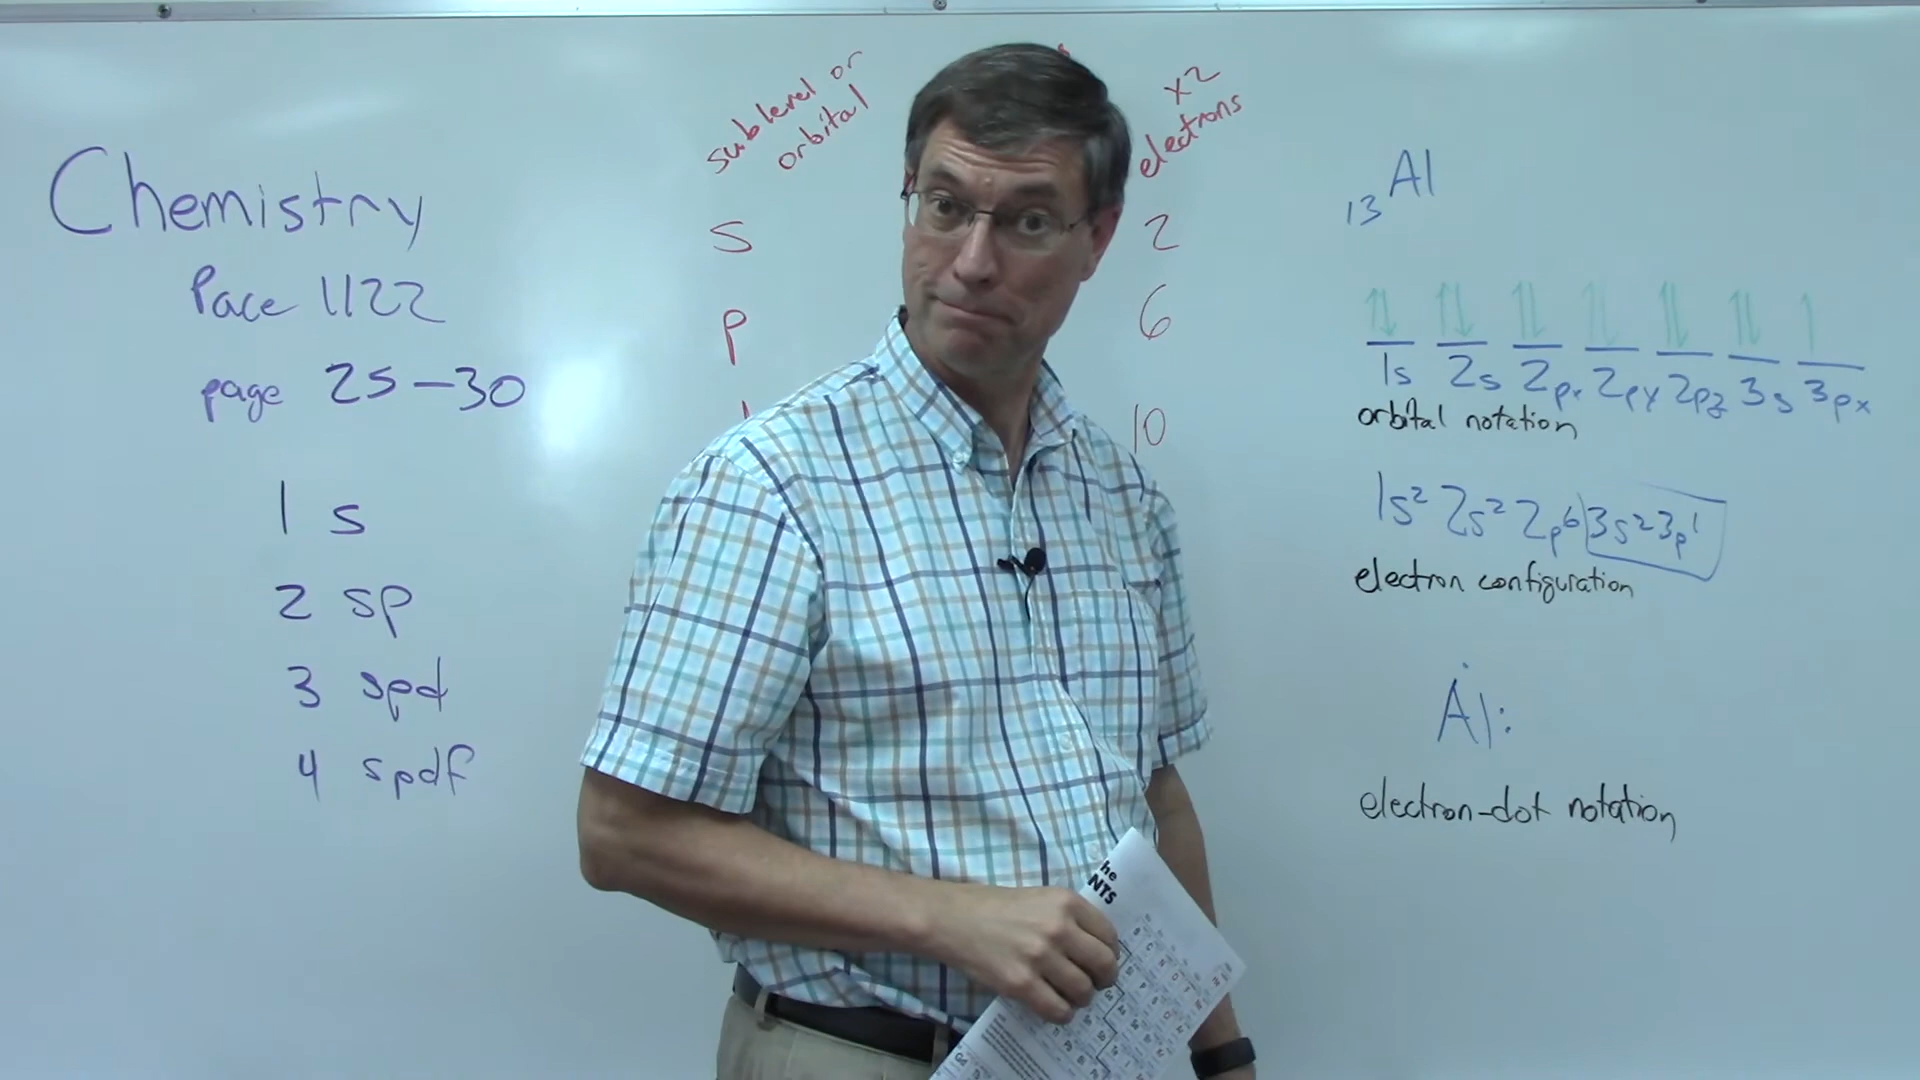 Chemistry
Pace 1122
page 25-30
1 s
2 sp
3 spd
4 spdf
sublevel or
orbital
x2
electrons
s 2
p 6
10
13Al
1s 2s 2px 2py 2pz 3s 3px
orbital notation
1s² 2s² 2p⁶ 3s² 3p¹
electron configuration
Al:
electron-dot notation
he
NTS